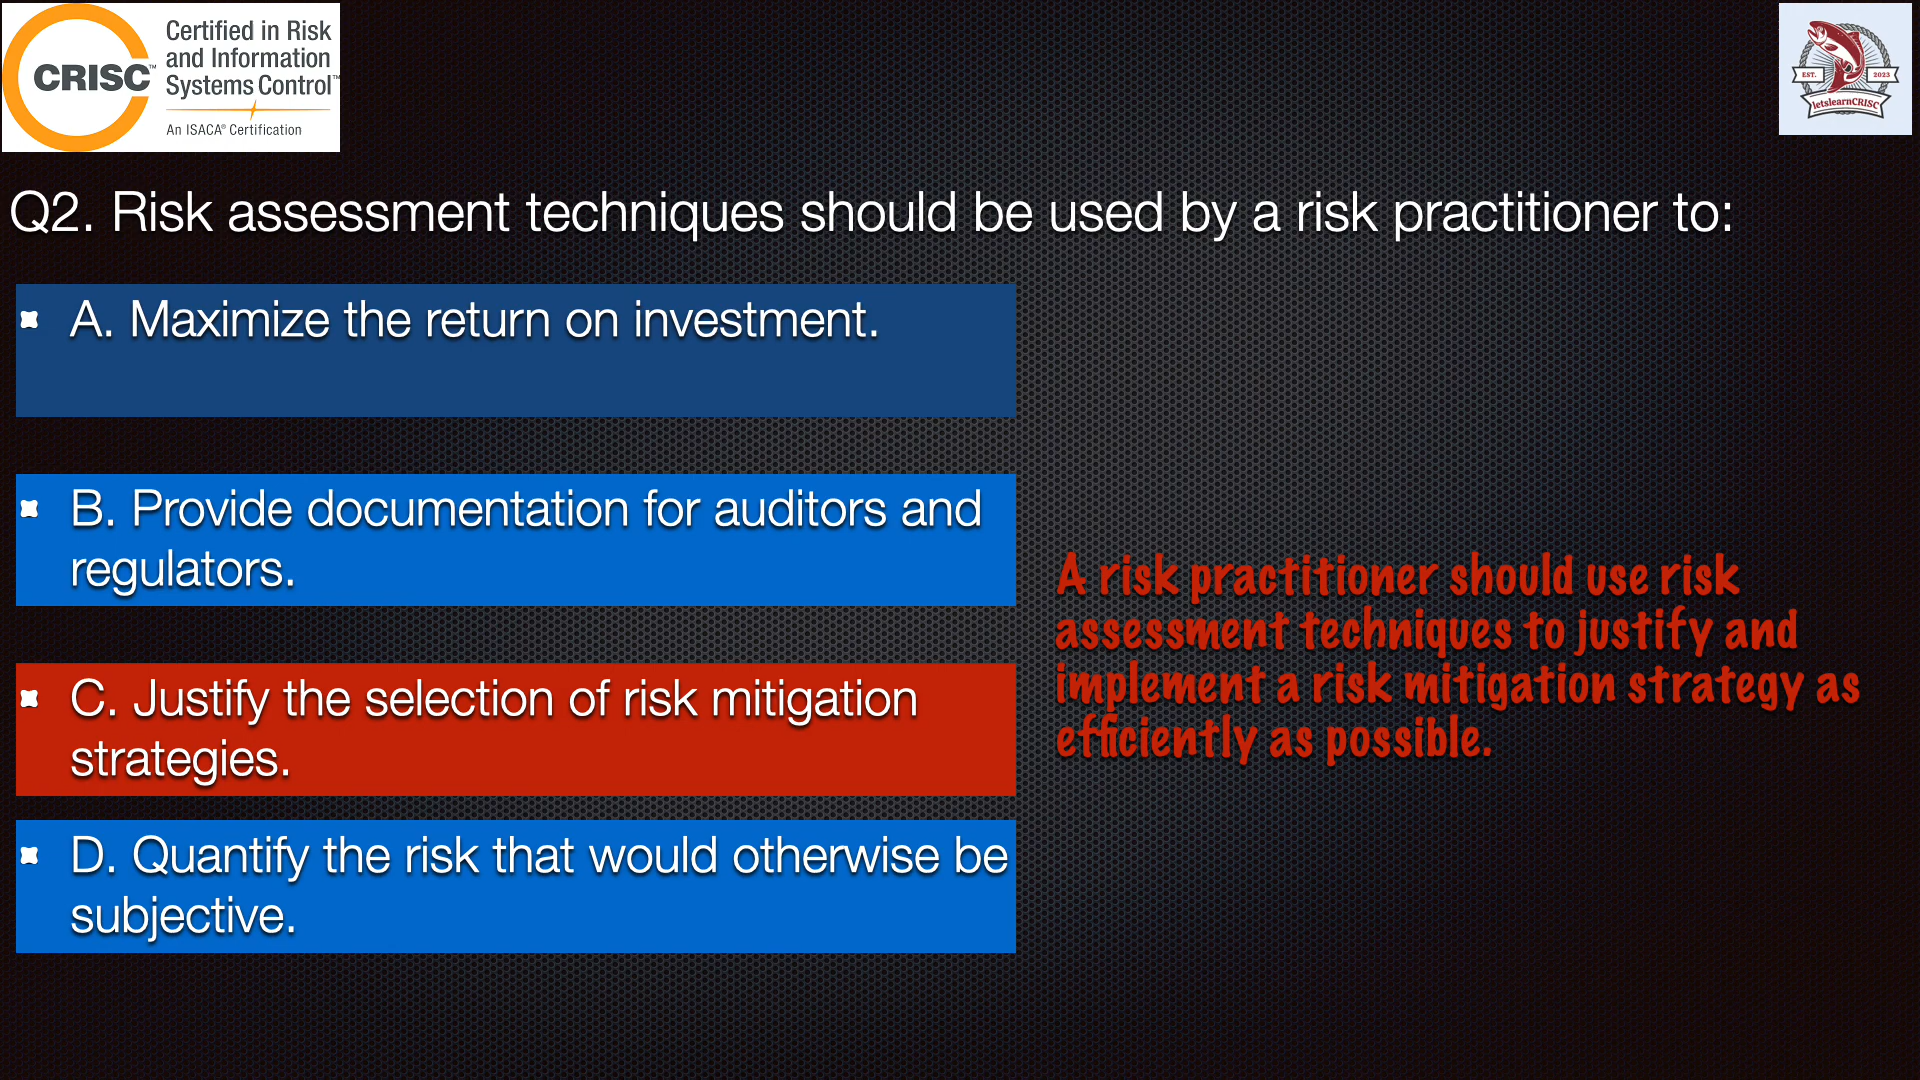 CRISC™
Certified in Risk
and Information
Systems Control™
An ISACA® Certification
EST.
2023
letslearnCRISC
Q2. Risk assessment techniques should be used by a risk practitioner to:
A. Maximize the return on investment.
B. Provide documentation for auditors and
regulators.
C. Justify the selection of risk mitigation
strategies.
D. Quantify the risk that would otherwise be
subjective.
A risk practitioner should use risk
assessment techniques to justify and
implement a risk mitigation strategy as
efficiently as possible.